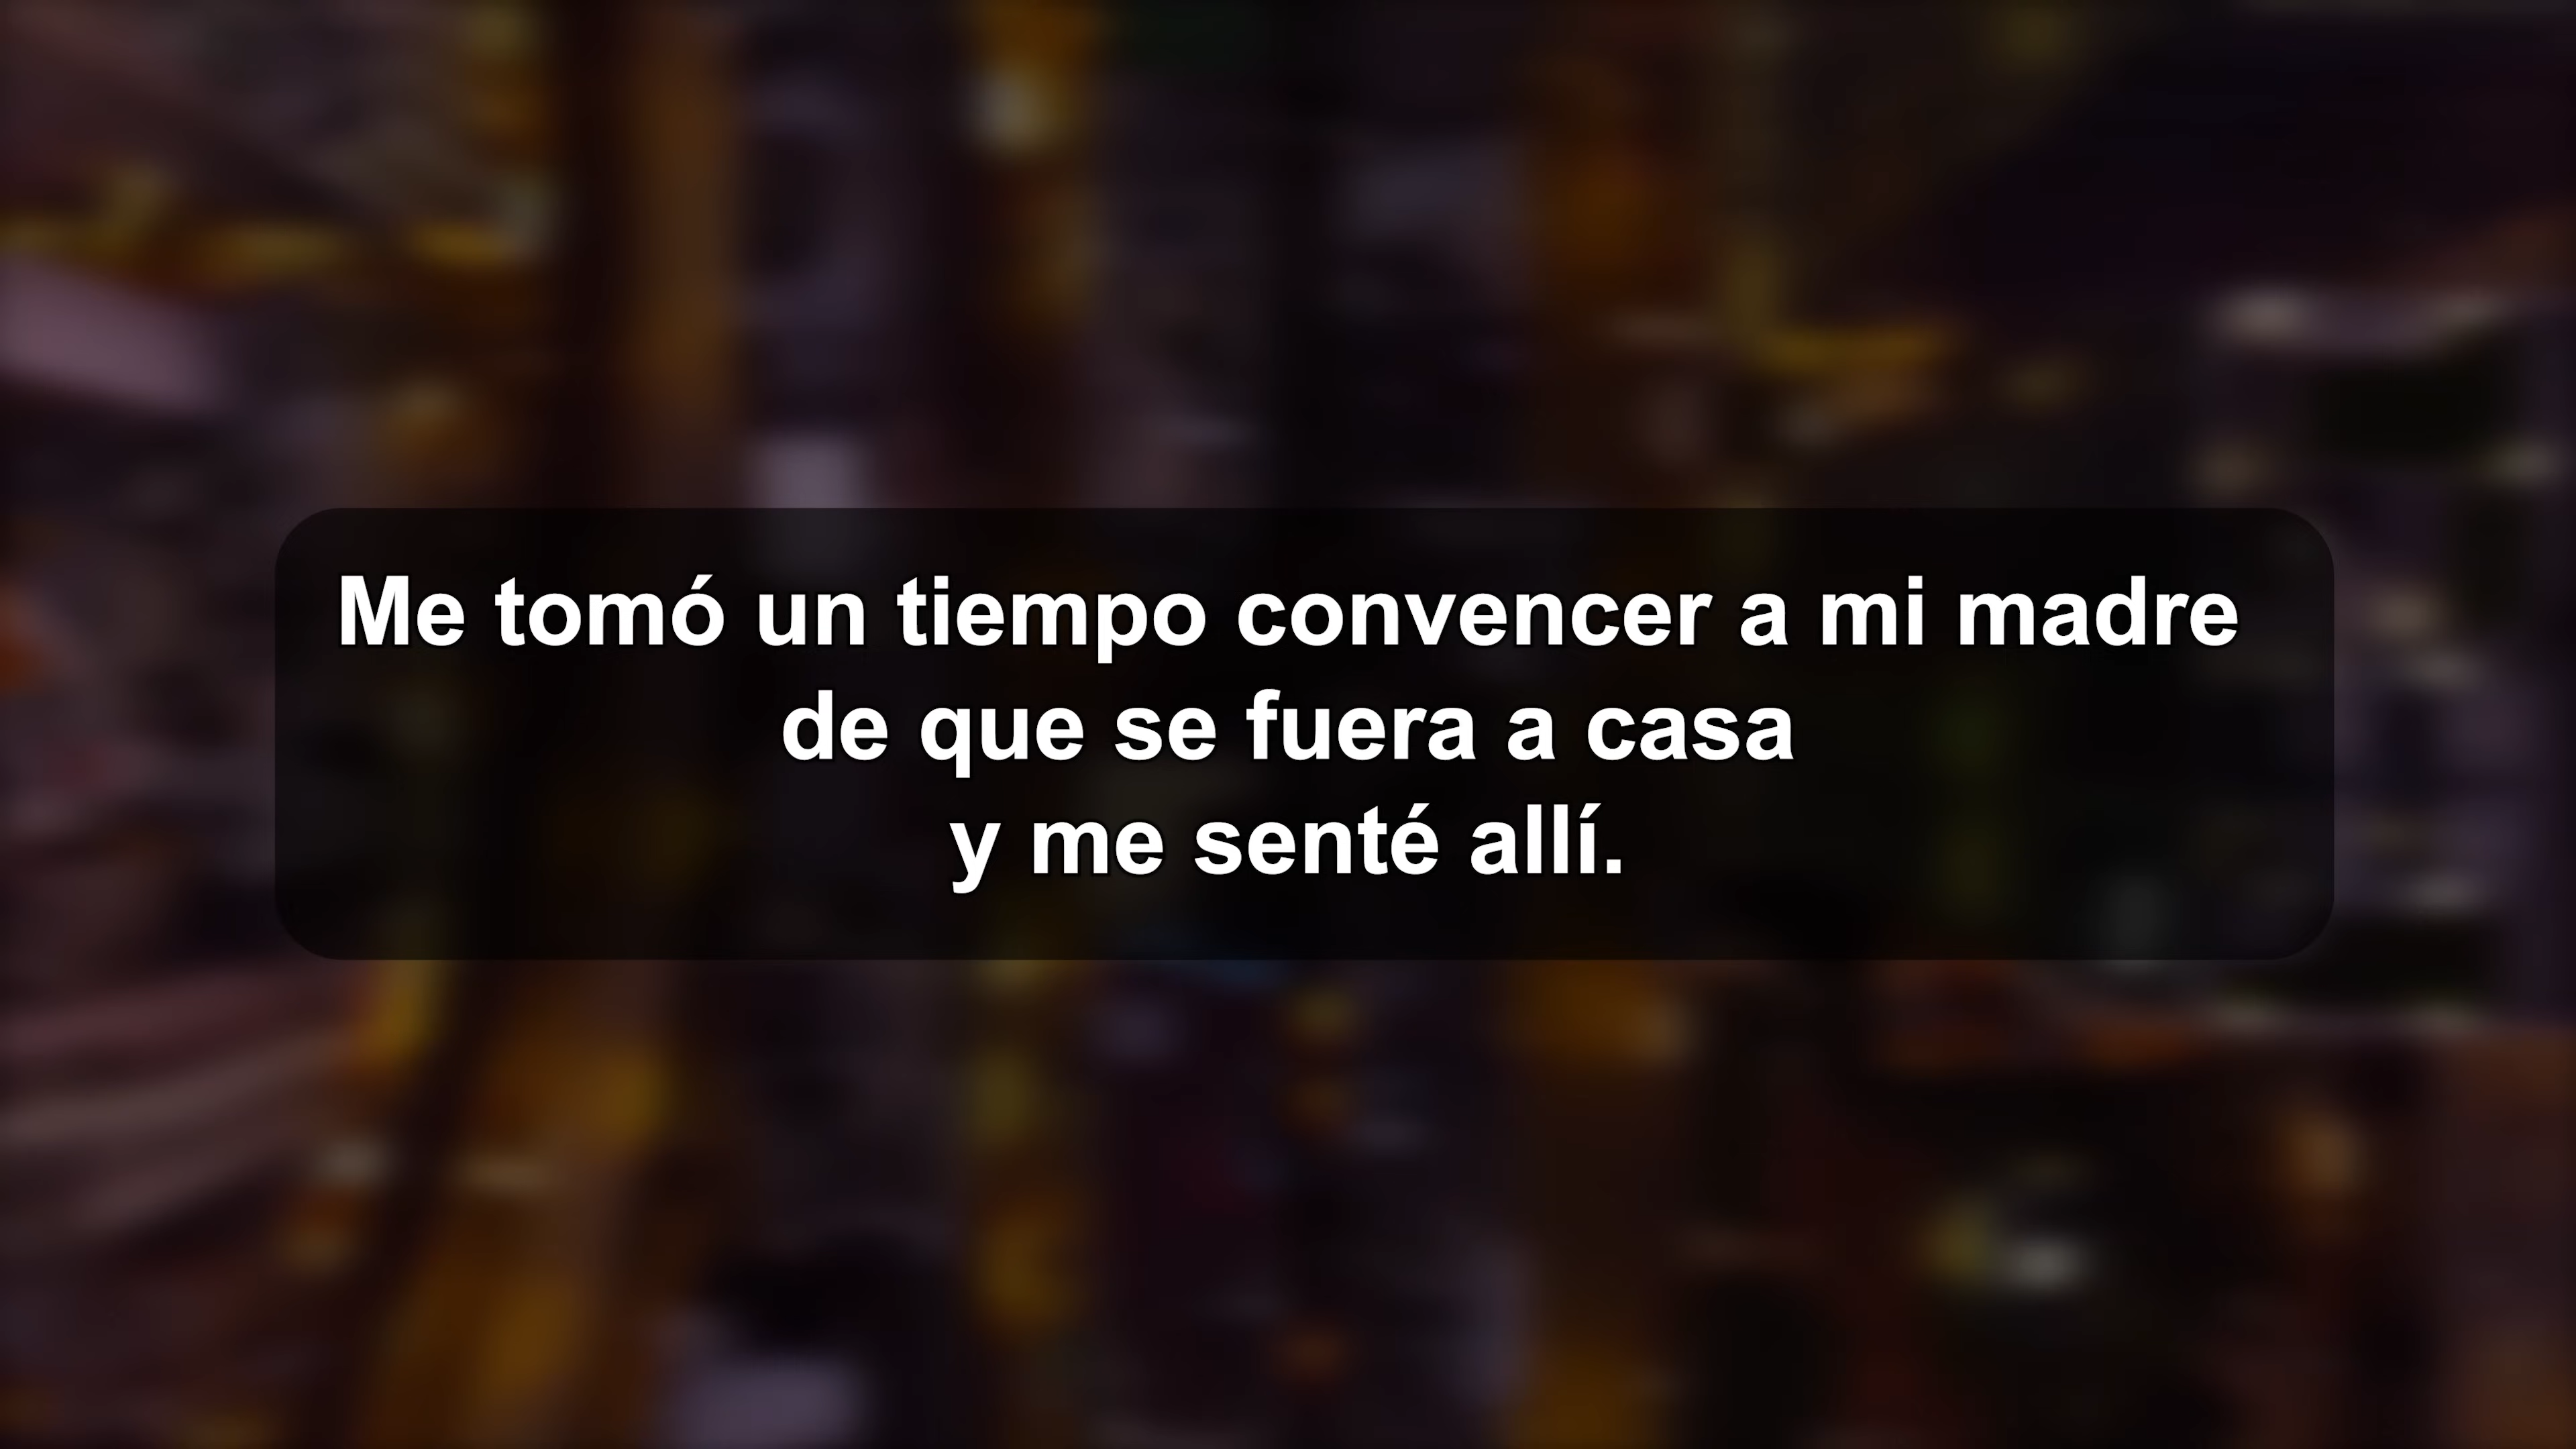 Me tomó un tiempo convencer a mi madre
de que se fuera a casa
y me senté allí.